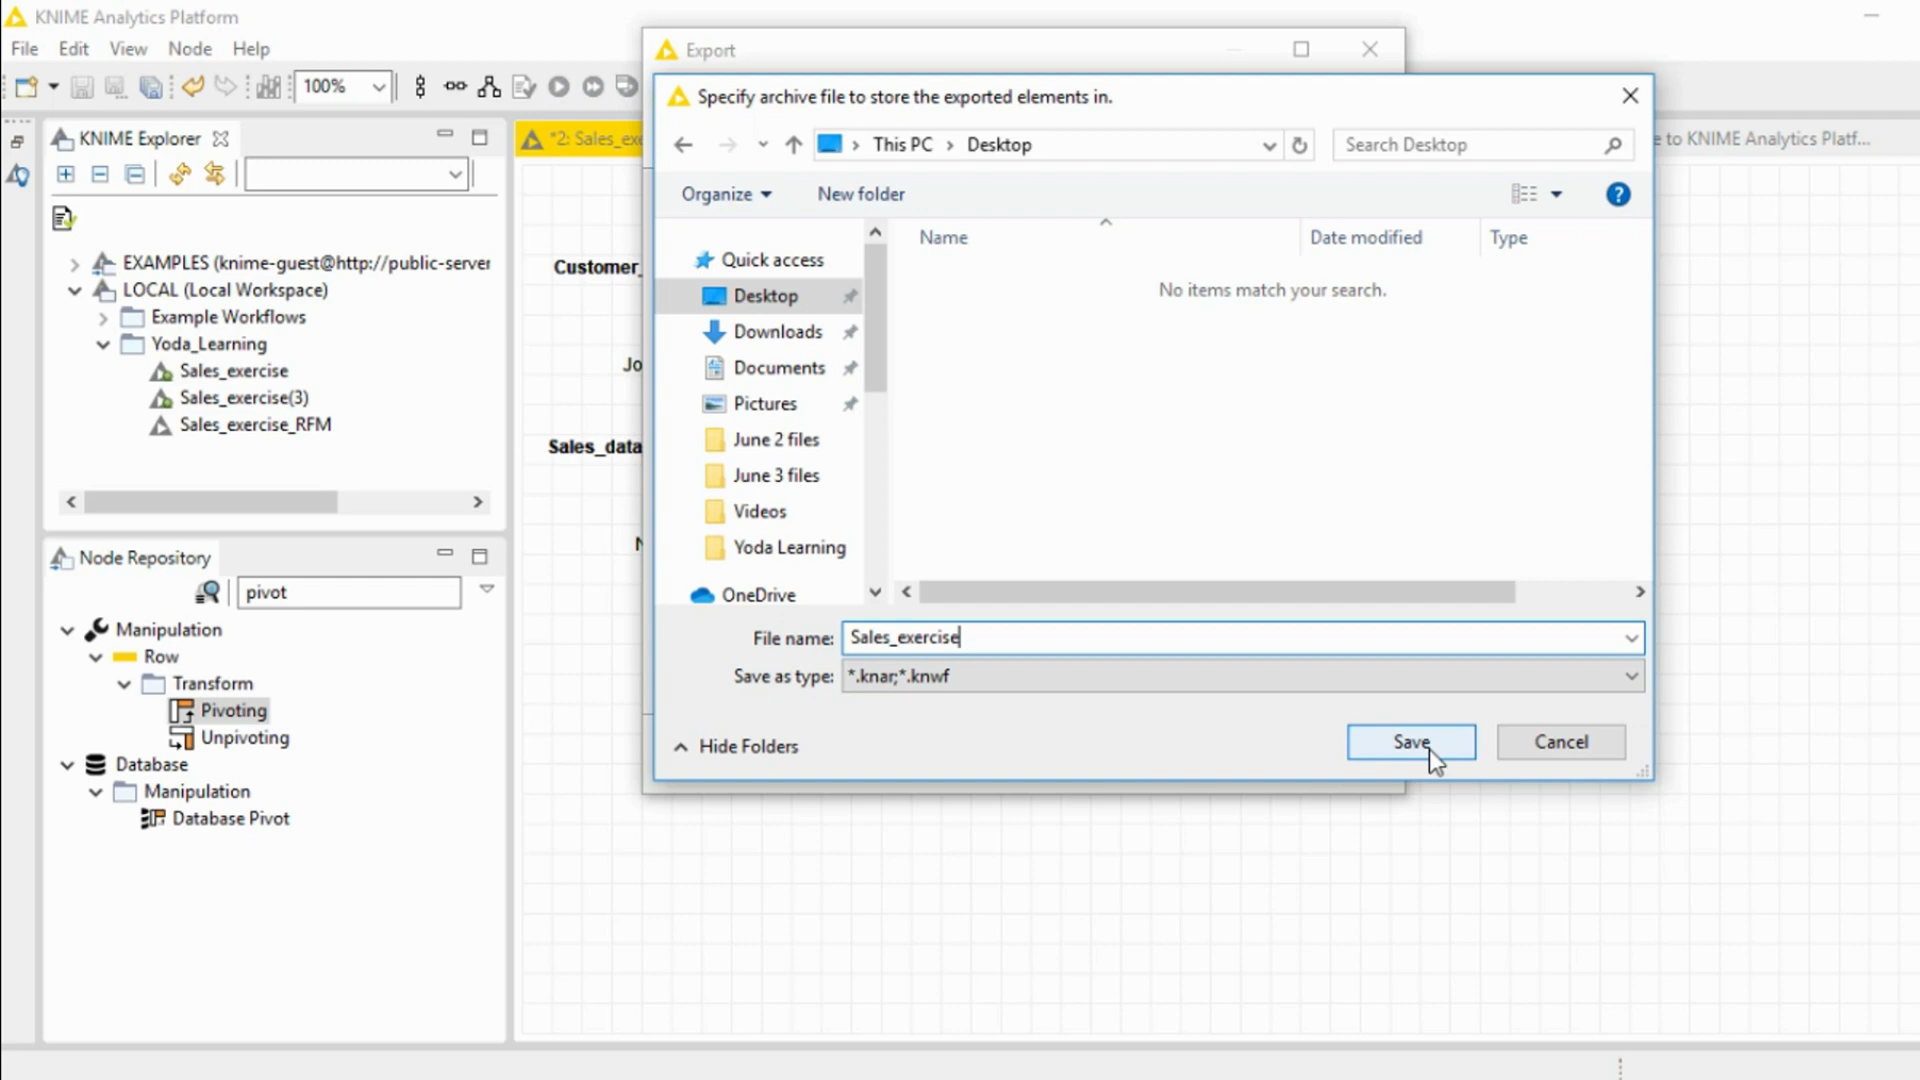 KNIME Analytics Platform
File Edit View Node Help
100%
KNIME Explorer
EXAMPLES (knime-guest@http://public-server
LOCAL (Local Workspace)
Example Workflows
Yoda_Learning
Sales_exercise
Sales_exercise(3)
Sales_exercise_RFM
Node Repository
pivot
Manipulation
Row
Transform
Pivoting
Unpivoting
Database
Manipulation
Database Pivot
*2: Sales_exe
Customer_
Jo
Sales_data
N
e to KNIME Analytics Platf...
Export
Specify archive file to store the exported elements in.
This PC > Desktop
Search Desktop
Organize New folder
Name Date modified Type
No items match your search.
Quick access
Desktop
Downloads
Documents
Pictures
June 2 files
June 3 files
Videos
Yoda Learning
OneDrive
File name: Sales_exercise
Save as type: *.knar;*.knwf
Hide Folders
Save Cancel